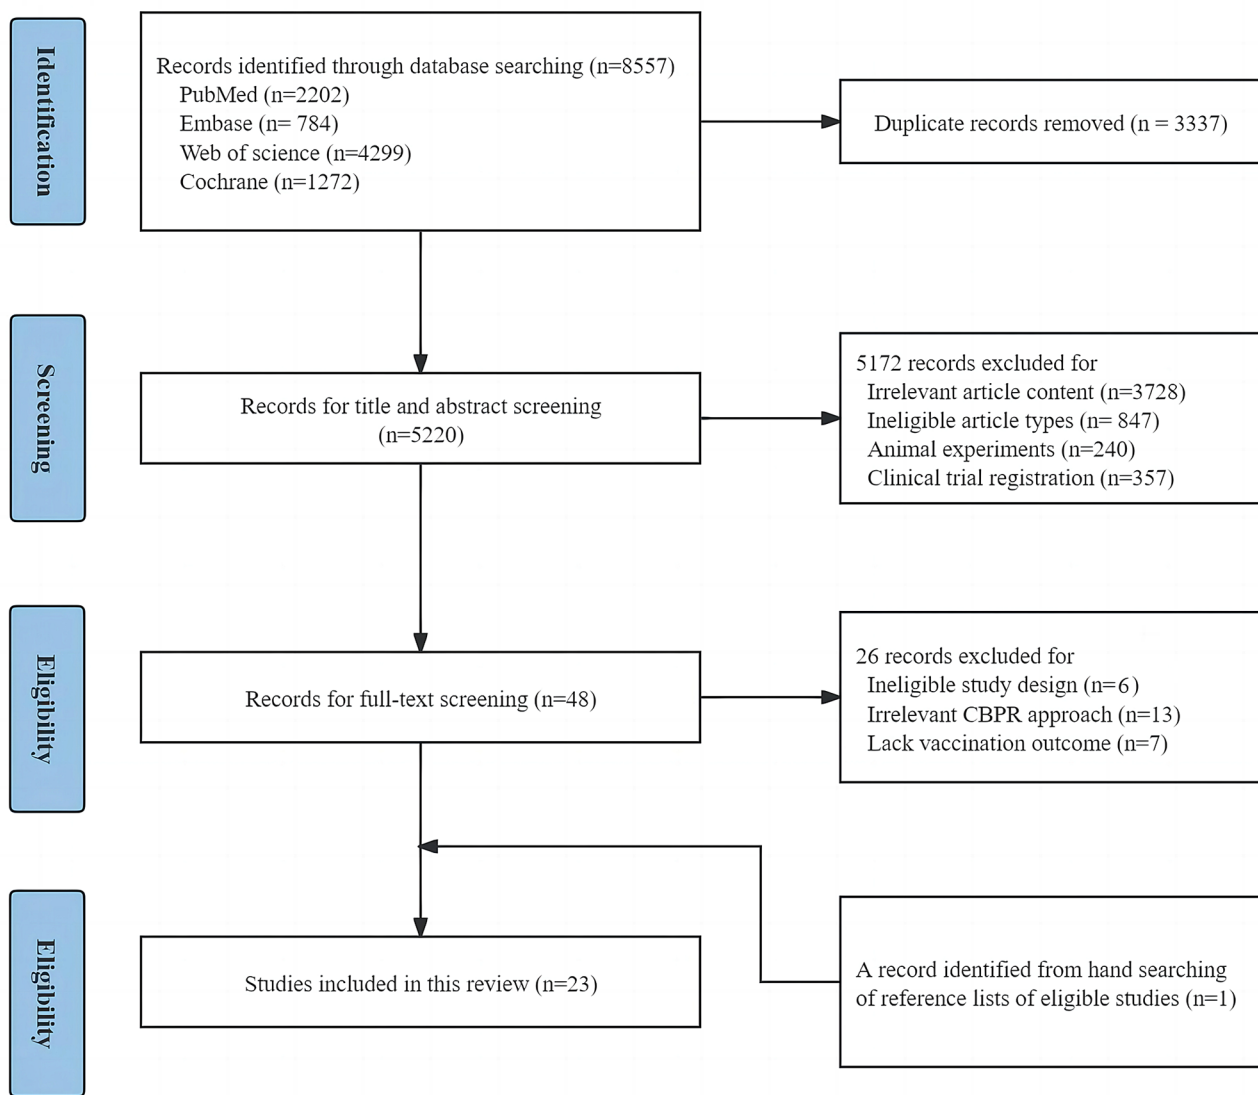 Identification
Records identified through database searching (n=8557)
PubMed (n=2202)
Embase (n= 784)
Web of science (n=4299)
Cochrane (n=1272)
Duplicate records removed (n = 3337)
Screening
Records for title and abstract screening
(n=5220)
5172 records excluded for
Irrelevant article content (n=3728)
Ineligible article types (n= 847)
Animal experiments (n=240)
Clinical trial registration (n=357)
Eligibility
Records for full-text screening (n=48)
26 records excluded for
Ineligible study design (n=6)
Irrelevant CBPR approach (n=13)
Lack vaccination outcome (n=7)
Eligibility
Studies included in this review (n=23)
A record identified from hand searching
of reference lists of eligible studies (n=1)